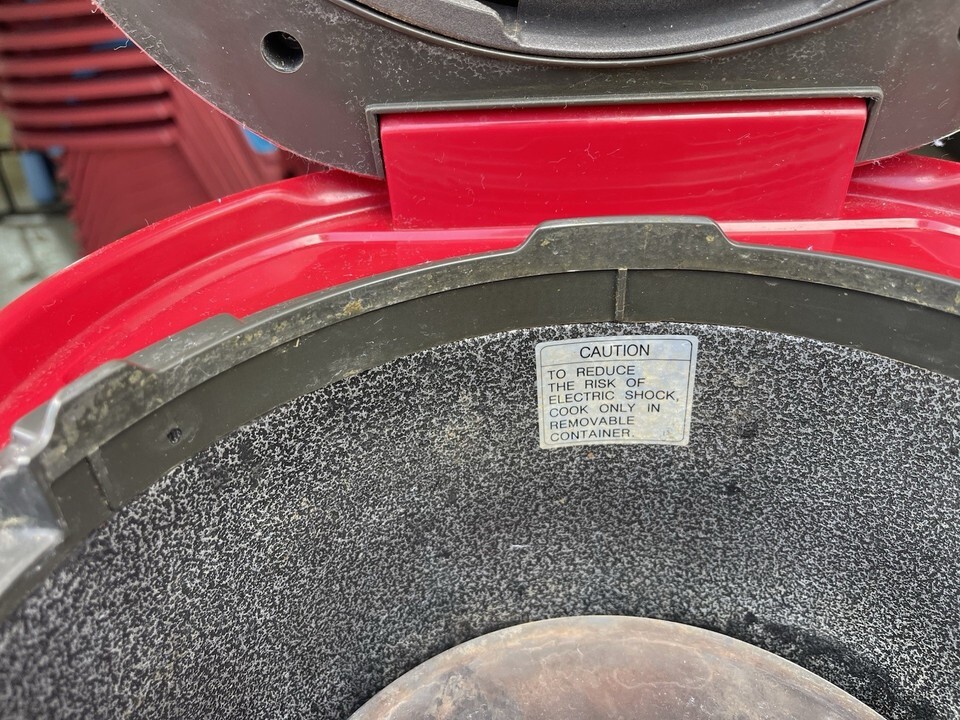 CAUTION
TO REDUCE
THE RISK OF
ELECTRIC SHOCK,
COOK ONLY IN
REMOVABLE
CONTAINER.